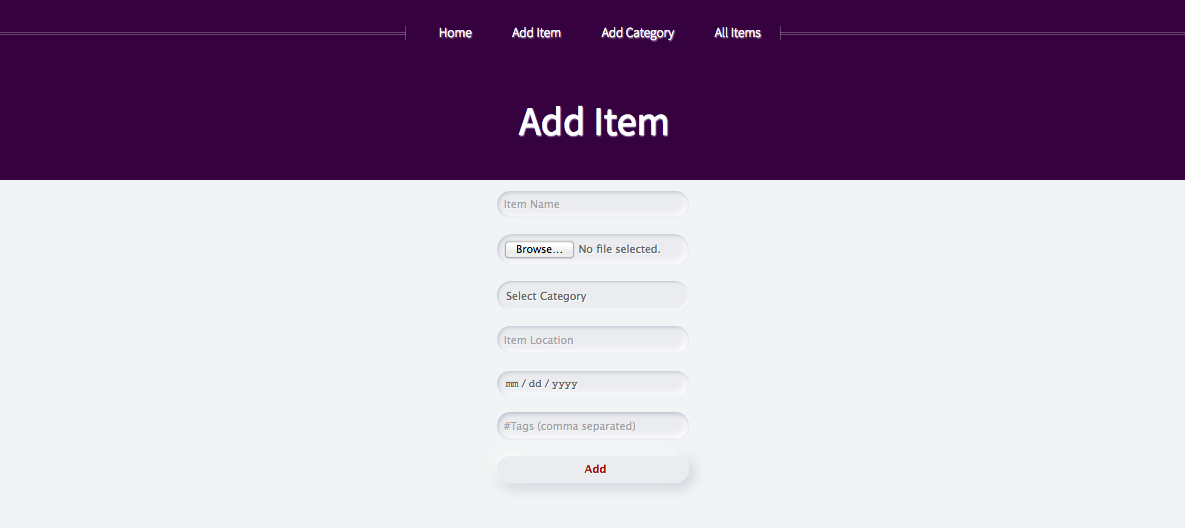 Home Add Item Add Category All Items
Add Item
Item Name
Browse... No file selected.
Select Category
Item Location
mm / dd / yyyy
#Tags (comma separated)
Add